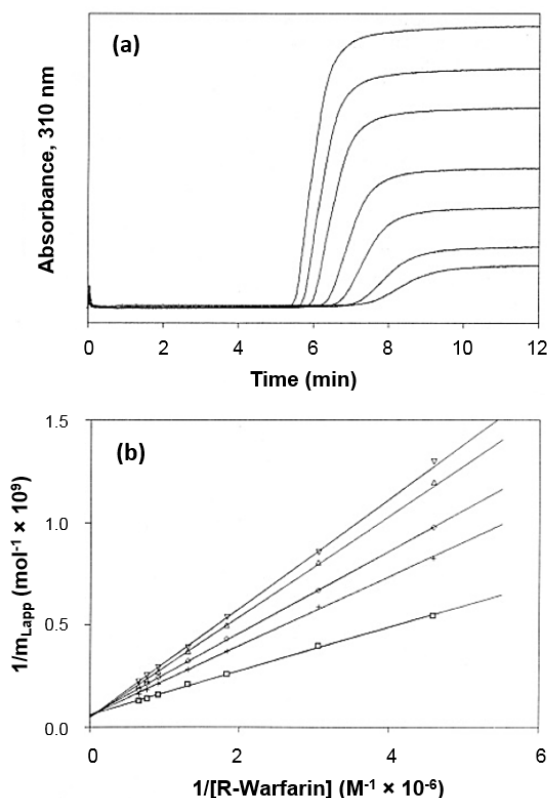 (a)
Absorbance, 310 nm
0 2 4 6 8 10 12
Time (min)
(b)
1.5
1.0
0.5
0.0
1/m_Lapp (mol⁻¹ × 10⁹)
0 2 4 6
1/[R-Warfarin] (M⁻¹ × 10⁻⁶)